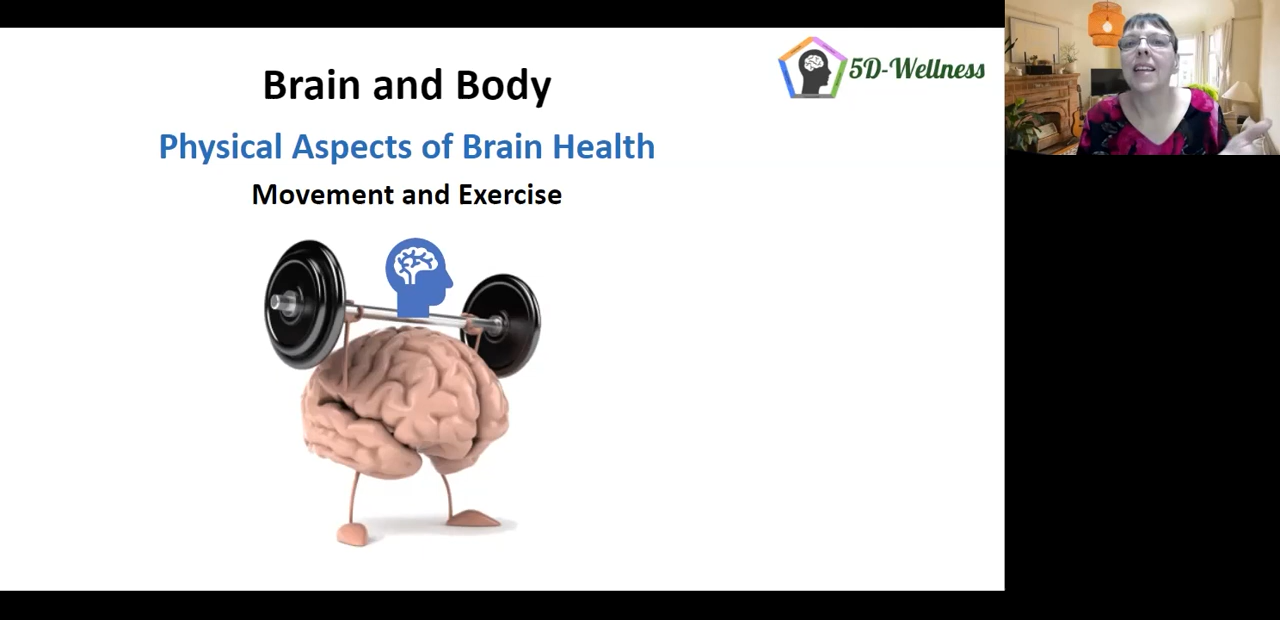 Brain and Body
5D-Wellness
Physical Aspects of Brain Health
Movement and Exercise